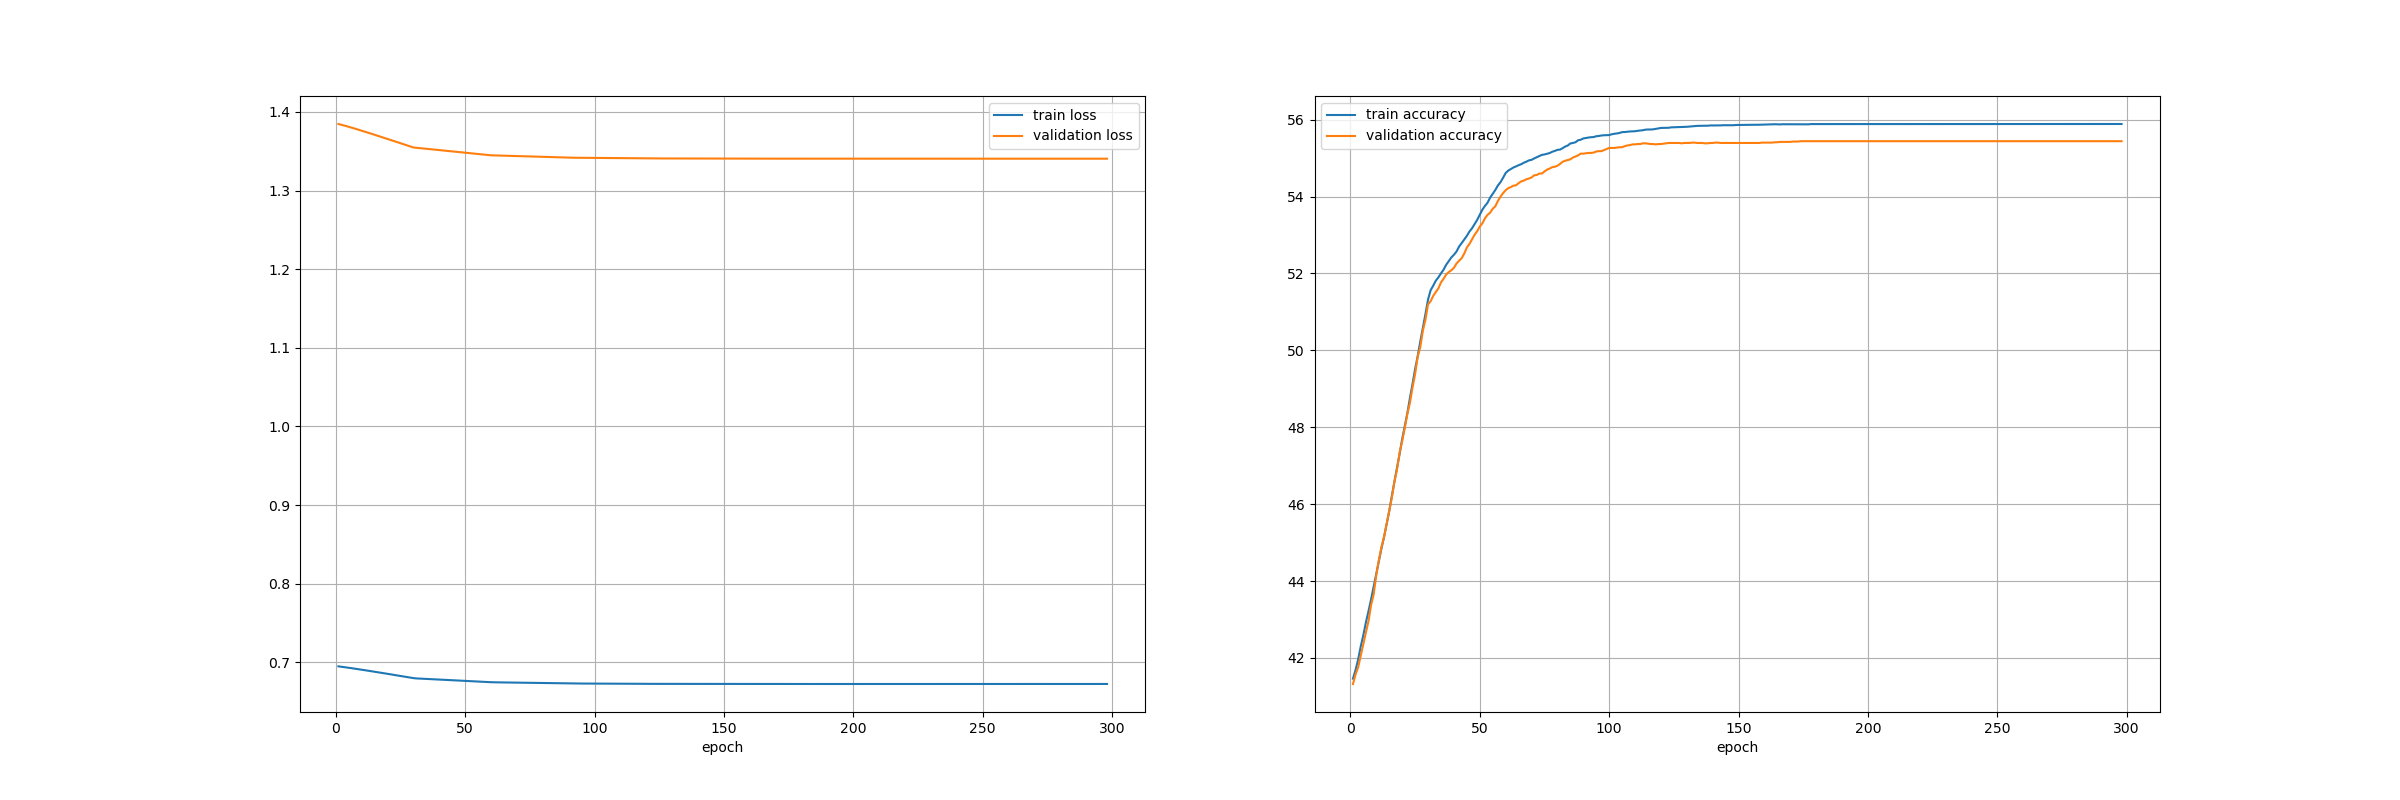 1.4
1.3
1.2
1.1
1.0
0.9
0.8
0.7
0 50 100 150 200 250 300
epoch
train loss
validation loss
56
54
52
50
48
46
44
42
0 50 100 150 200 250 300
epoch
train accuracy
validation accuracy